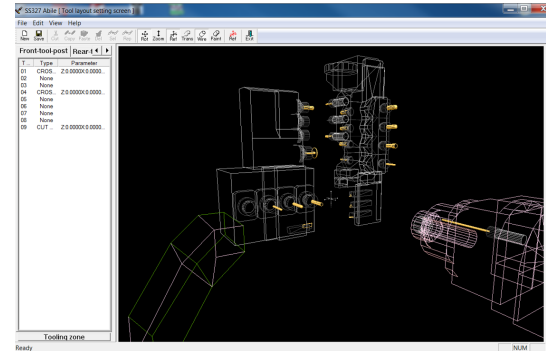 SS327 Abile [ Tool layout setting screen ]
File Edit View Help
New Save Cut Copy Paste Del Set Rep Rot Zoom Part Trans Wire Paint Ref Exit
Front-tool-post Rear-t
T... Type Parameter
01 CROS... Z:0.0000X:0.0000...
02 None
03 None
04 CROS... Z:0.0000X:0.0000...
05 None
06 None
07 None
08 None
09 CUT ... Z:0.0000X:0.0000...
Tooling zone
Ready NUM